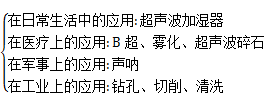 在日常生活中的应用:超声波加湿器
在医疗上的应用:B 超、雾化、超声波碎石
在军事上的应用:声呐
在工业上的应用:钻孔、切削、清洗